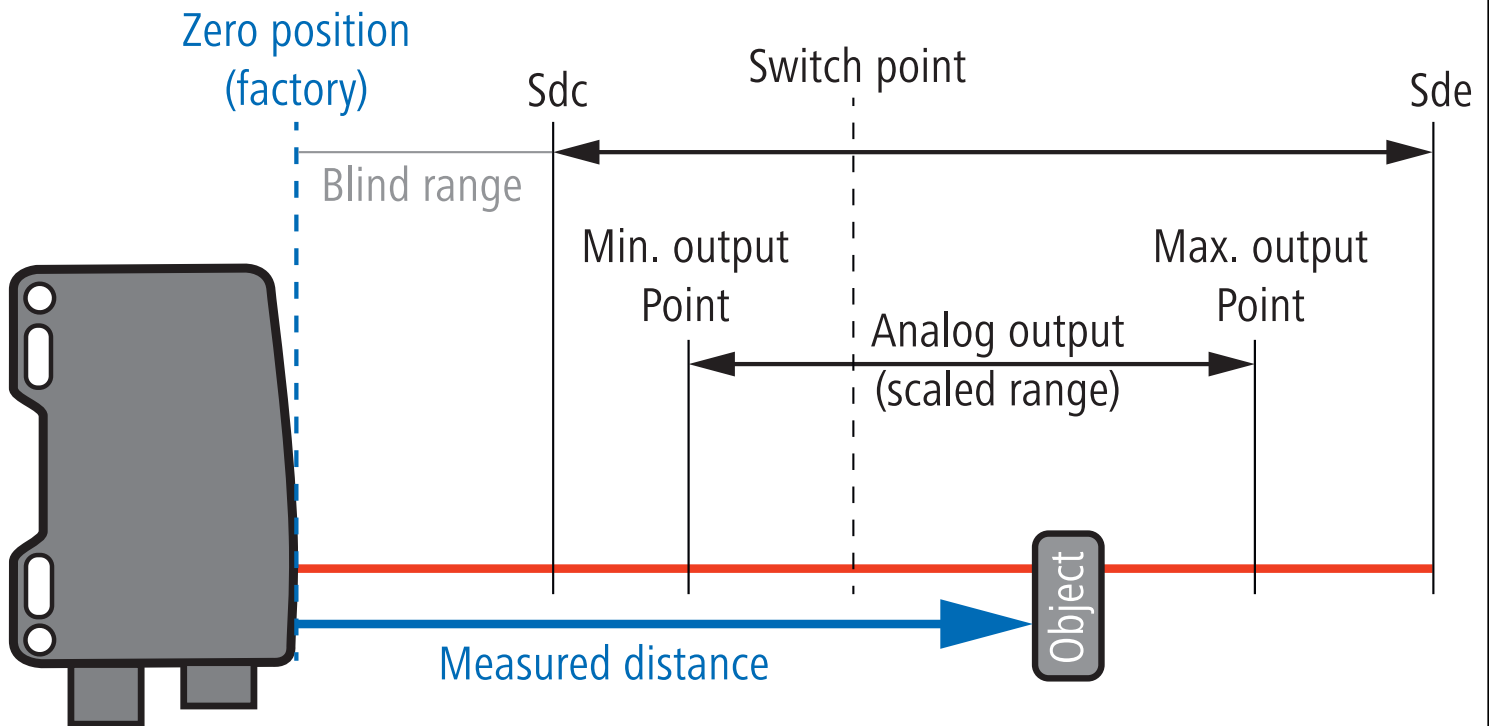 Zero position
(factory)
Sdc
Switch point
Sde
Blind range
Min. output
Point
Max. output
Point
Analog output
(scaled range)
Object
Measured distance